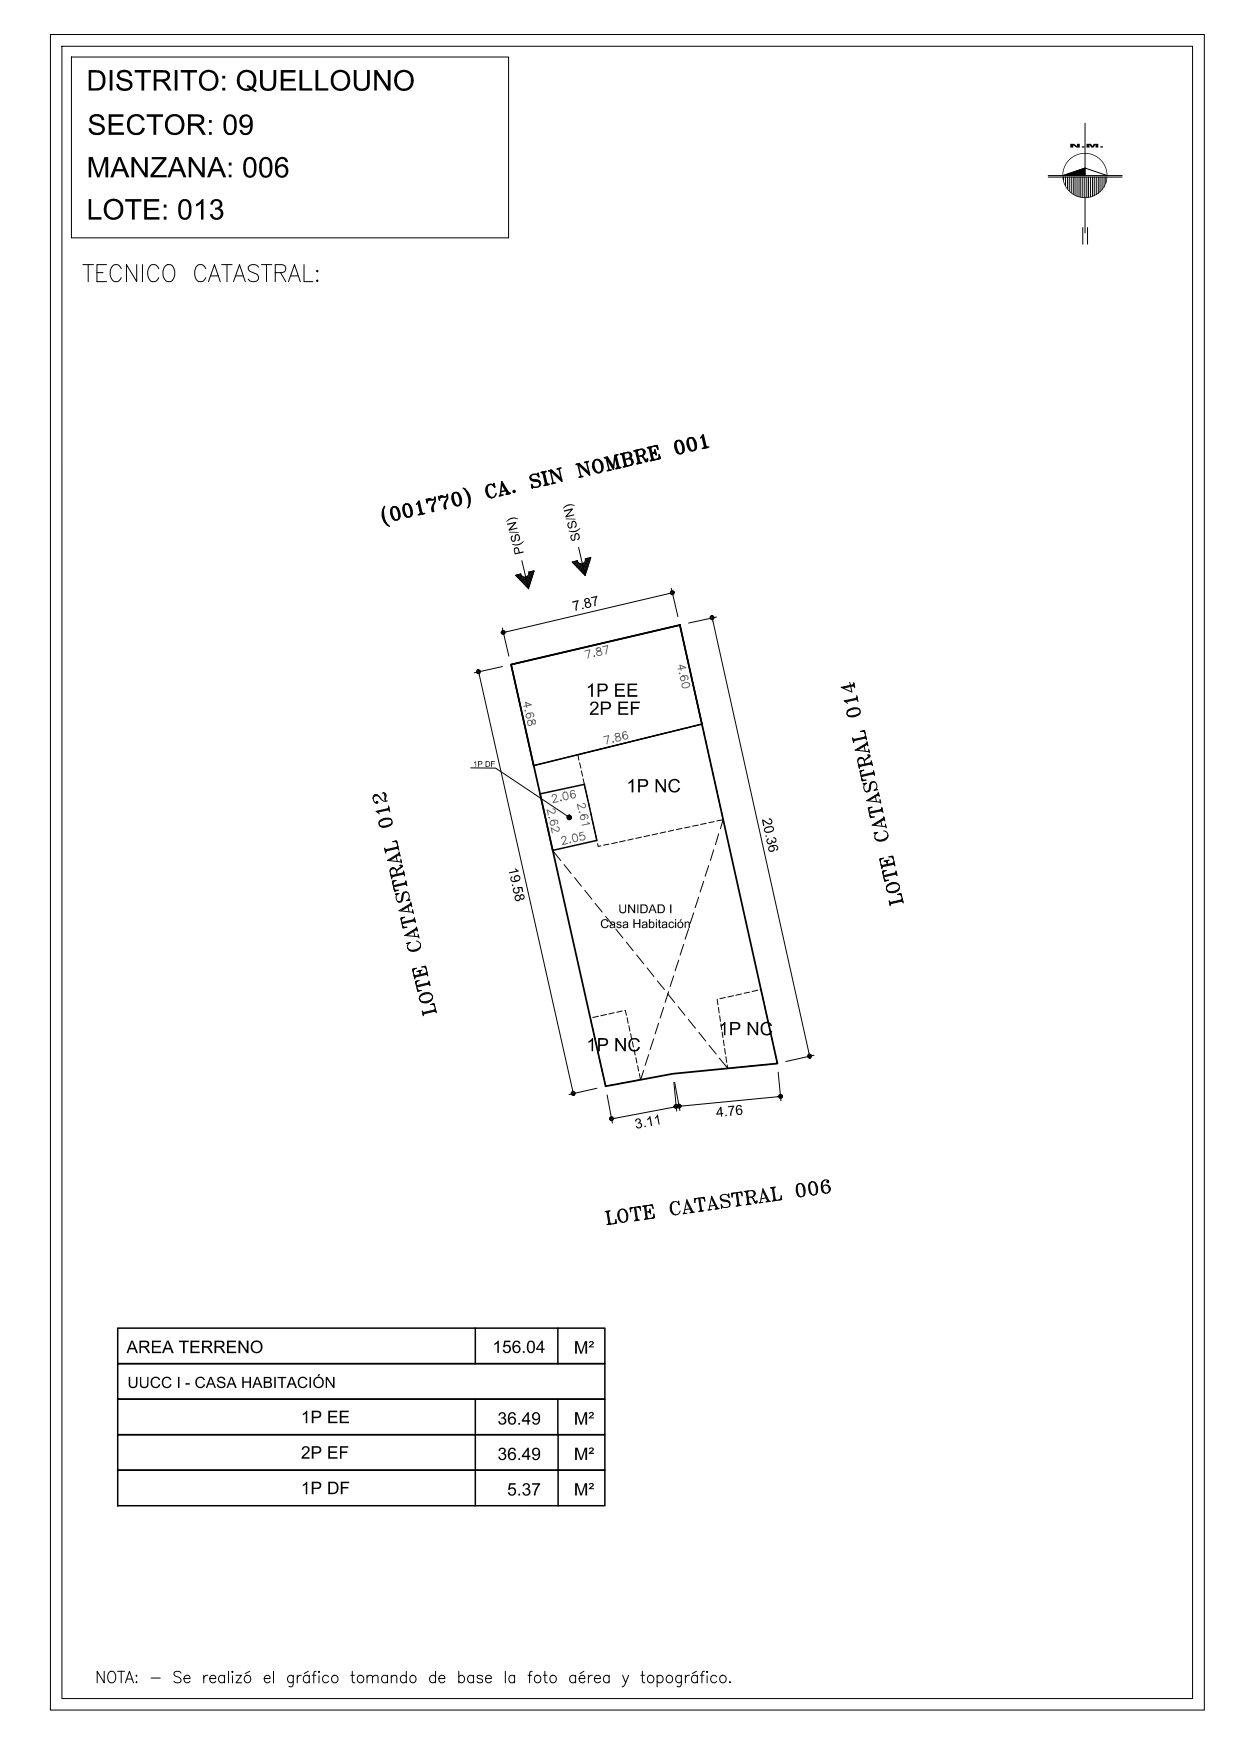 DISTRITO: QUELLOUNO
SECTOR: 09
MANZANA: 006
LOTE: 013
N.M.
TECNICO CATASTRAL:
(001770) CA. SIN NOMBRE 001
P(S/N)
S(S/N)
7.87
7.87
4.60
4.68
1P EE
2P EF
7.86
1P DF
1P NC
2.06
2.62
2.61
2.05
LOTE CATASTRAL 012
19.58
20.36
LOTE CATASTRAL 014
UNIDAD I
Casa Habitación
1P NC
1P NC
3.11
4.76
LOTE CATASTRAL 006
AREA TERRENO 156.04 M²
UUCC I - CASA HABITACIÓN
1P EE 36.49 M²
2P EF 36.49 M²
1P DF 5.37 M²
NOTA: - Se realizó el gráfico tomando de base la foto aérea y topográfico.